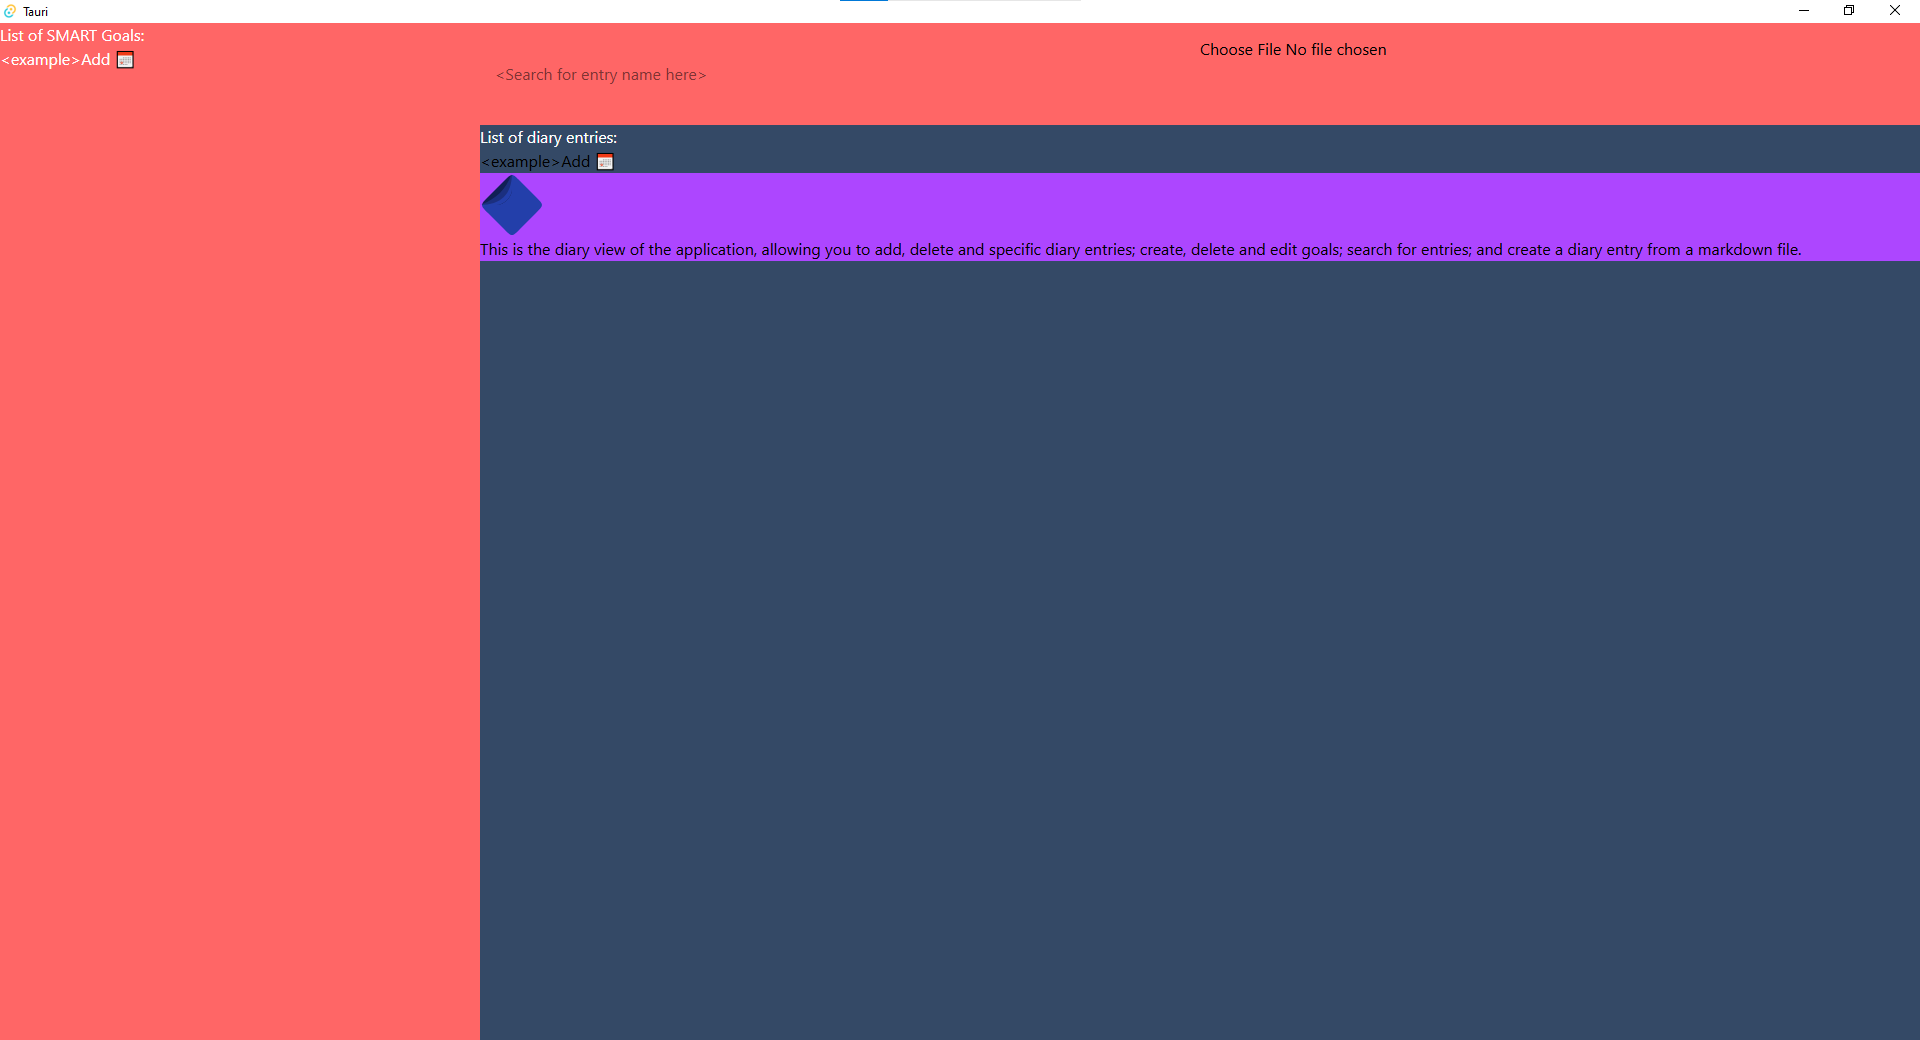 Tauri
List of SMART Goals:
<example>Add
Choose File No file chosen
<Search for entry name here>
List of diary entries:
<example>Add
This is the diary view of the application, allowing you to add, delete and specific diary entries; create, delete and edit goals; search for entries; and create a diary entry from a markdown file.